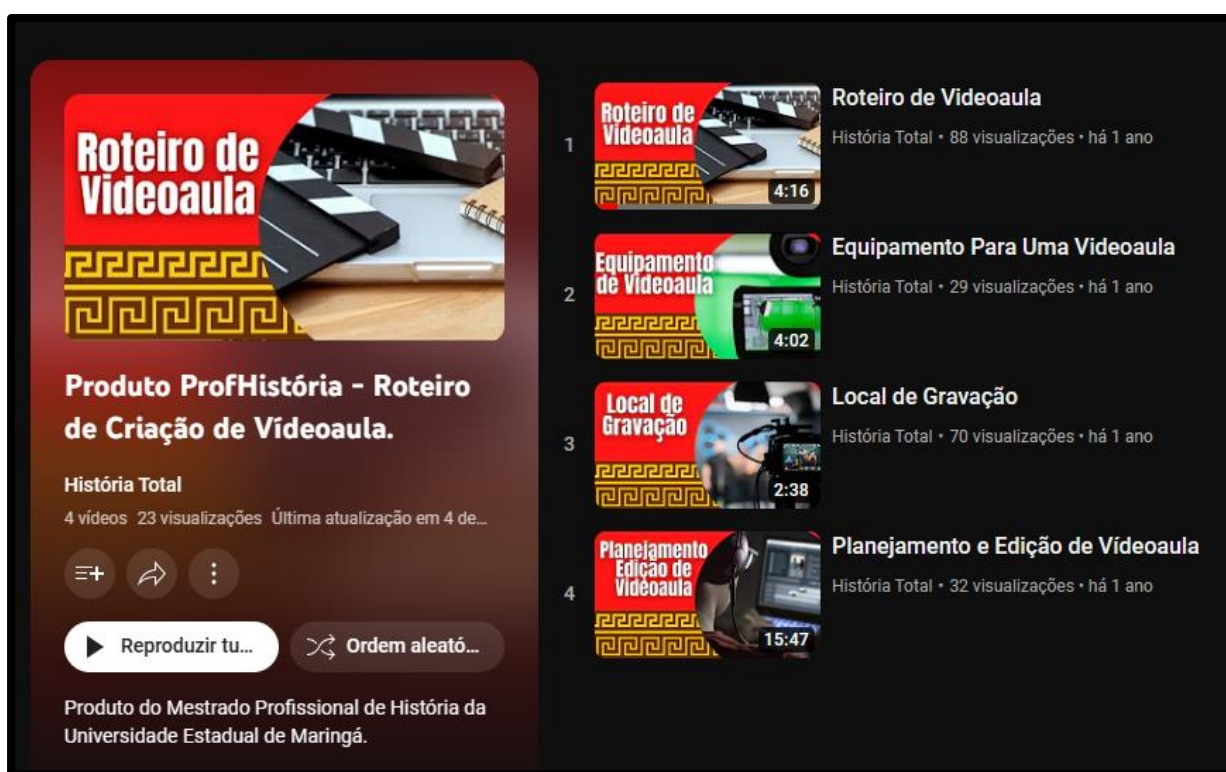 Roteiro de
Videoaula
Produto ProfHistória - Roteiro
de Criação de Vídeoaula.
História Total
4 vídeos 23 visualizações Última atualização em 4 de...
Reproduzir tu...
Ordem aleató...
Produto do Mestrado Profissional de História da
Universidade Estadual de Maringá.
1
Roteiro de
Videoaula
4:16
Roteiro de Videoaula
História Total • 88 visualizações • há 1 ano
2
Equipamento
de Videoaula
4:02
Equipamento Para Uma Videoaula
História Total • 29 visualizações • há 1 ano
3
Local de
Gravação
2:38
Local de Gravação
História Total • 70 visualizações • há 1 ano
4
Planejamento
Edição de
Videoaula
15:47
Planejamento e Edição de Vídeoaula
História Total • 32 visualizações • há 1 ano